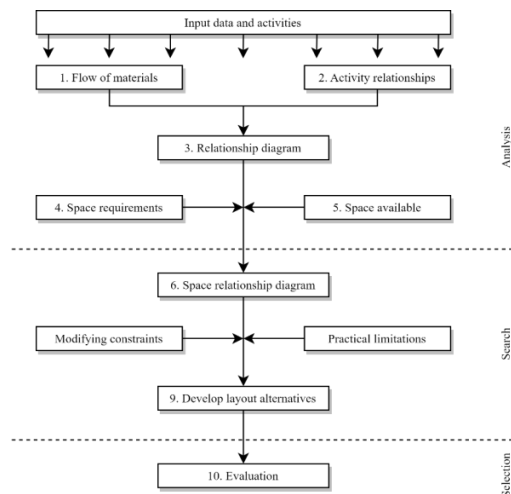 Input data and activities
1. Flow of materials
2. Activity relationships
3. Relationship diagram
Analysis
4. Space requirements
5. Space available
6. Space relationship diagram
Modifying constraints
Practical limitations
Search
9. Develop layout alternatives
10. Evaluation
Selection